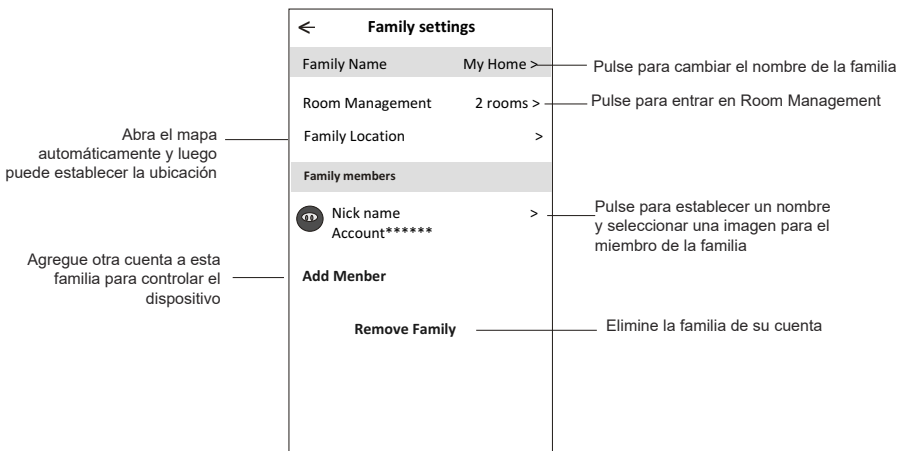 ← Family settings
Family Name My Home >
Pulse para cambiar el nombre de la familia
Room Management 2 rooms >
Pulse para entrar en Room Management
Abra el mapa
automáticamente y luego
puede establecer la ubicación
Family Location >
Family members
Nick name >
Account******
Pulse para establecer un nombre
y seleccionar una imagen para el
miembro de la familia
Agregue otra cuenta a esta
familia para controlar el
dispositivo
Add Menber
Remove Family
Elimine la familia de su cuenta